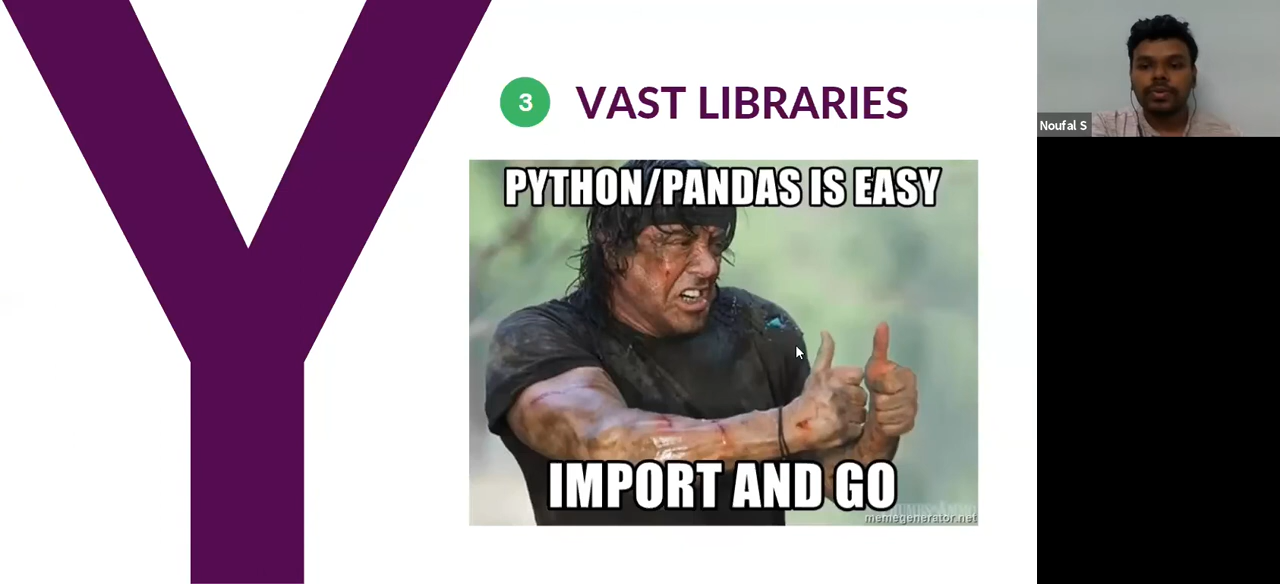 Y
3 VAST LIBRARIES
Noufal S
PYTHON/PANDAS IS EASY
IMPORT AND GO
memegenerator.net